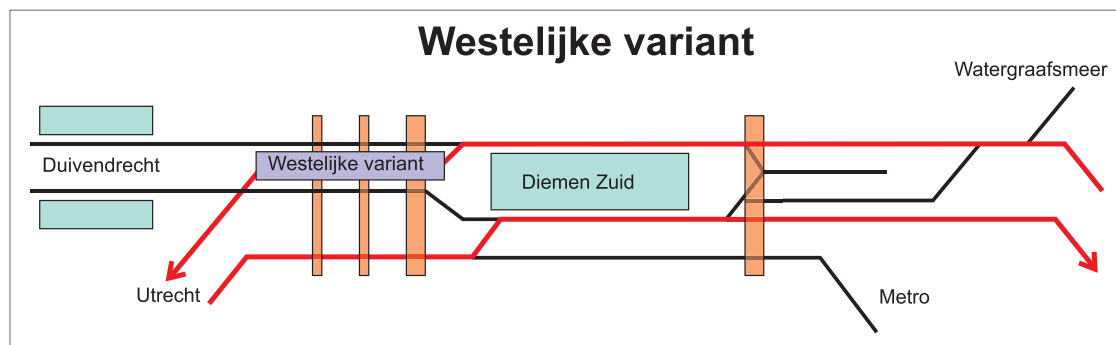 Westelijke variant
Watergraafsmeer
Duivendrecht
Westelijke variant
Diemen Zuid
Utrecht
Metro